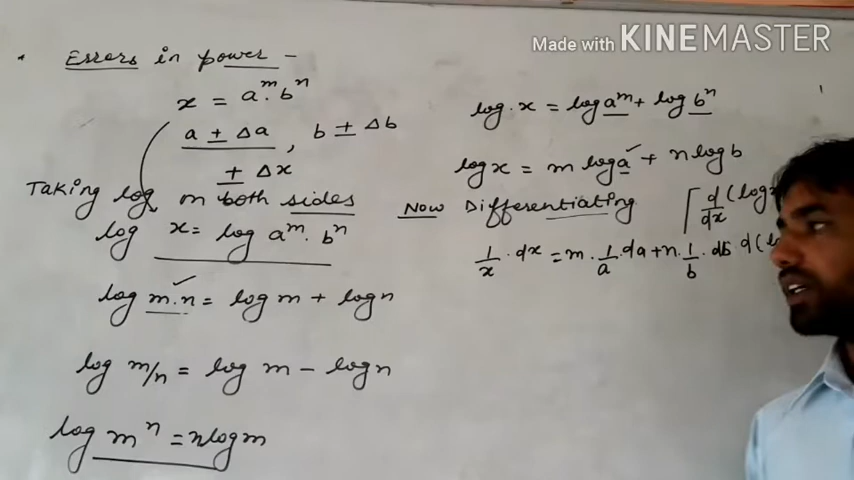 Made with KINEMASTER
Errors in power -
x = a^m . b^n
a ± Δa , b ± Δb
± Δx
Taking log on both sides
log x = log a^m . b^n
log m.n = log m + log n
log m/n = log m - log n
log m^n = n log m
log . x = log a^m + log b^n
log x = m log a + n log b
Now Differentiating [ d/dx (log
1/x . dx = m . 1/a . da + n . 1/b . db d (